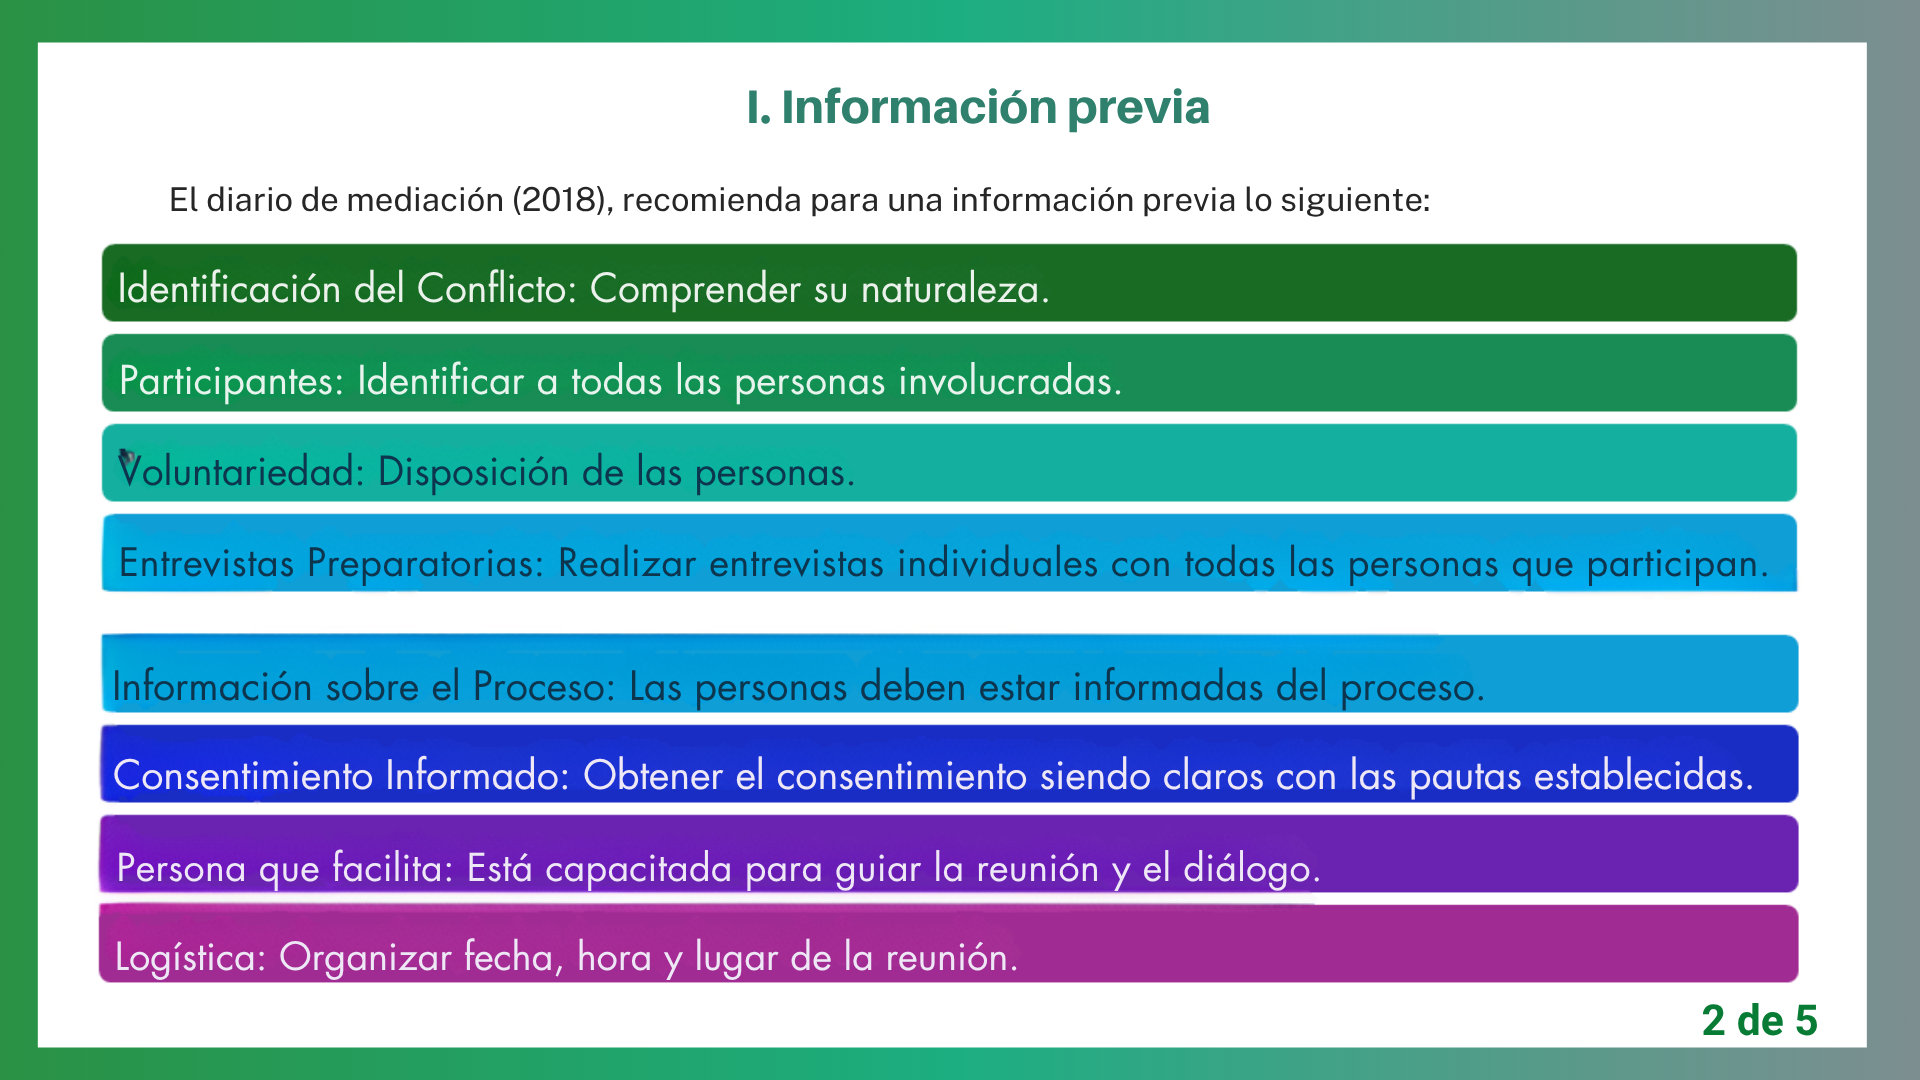 I. Información previa
El diario de mediación (2018), recomienda para una información previa lo siguiente:
Identificación del Conflicto: Comprender su naturaleza.
Participantes: Identificar a todas las personas involucradas.
Voluntariedad: Disposición de las personas.
Entrevistas Preparatorias: Realizar entrevistas individuales con todas las personas que participan.
Información sobre el Proceso: Las personas deben estar informadas del proceso.
Consentimiento Informado: Obtener el consentimiento siendo claros con las pautas establecidas.
Persona que facilita: Está capacitada para guiar la reunión y el diálogo.
Logística: Organizar fecha, hora y lugar de la reunión.
2 de 5